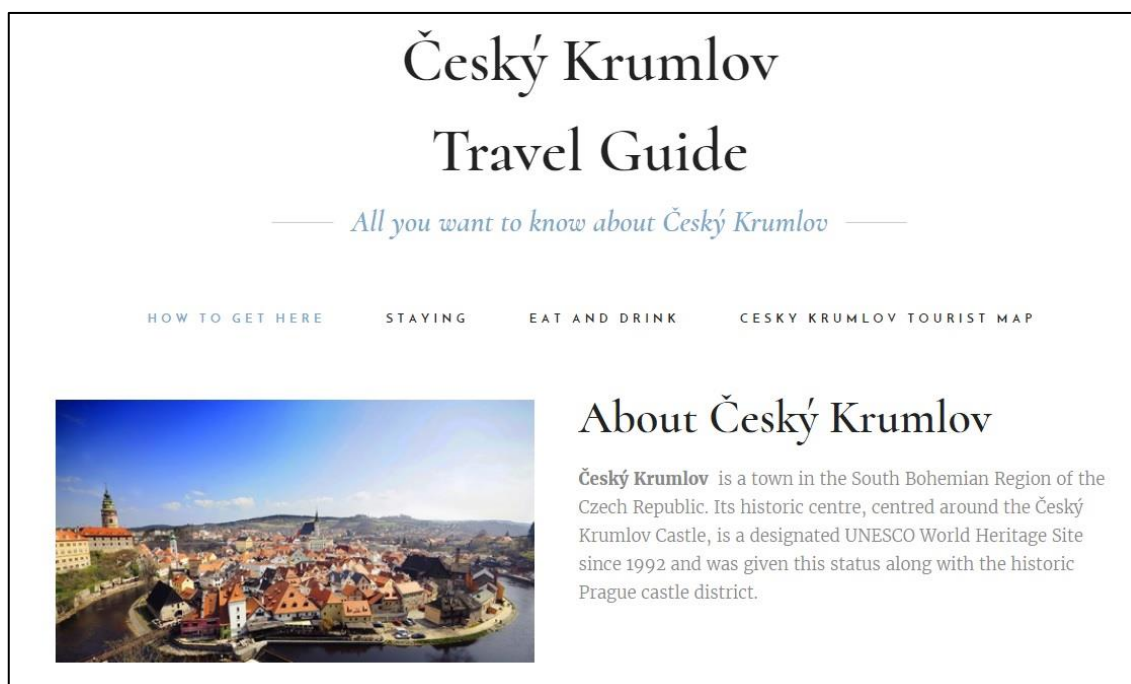 Český Krumlov
Travel Guide
All you want to know about Český Krumlov
HOW TO GET HERE STAYING EAT AND DRINK CESKY KRUMLOV TOURIST MAP
About Český Krumlov
Český Krumlov is a town in the South Bohemian Region of the
Czech Republic. Its historic centre, centred around the Český
Krumlov Castle, is a designated UNESCO World Heritage Site
since 1992 and was given this status along with the historic
Prague castle district.